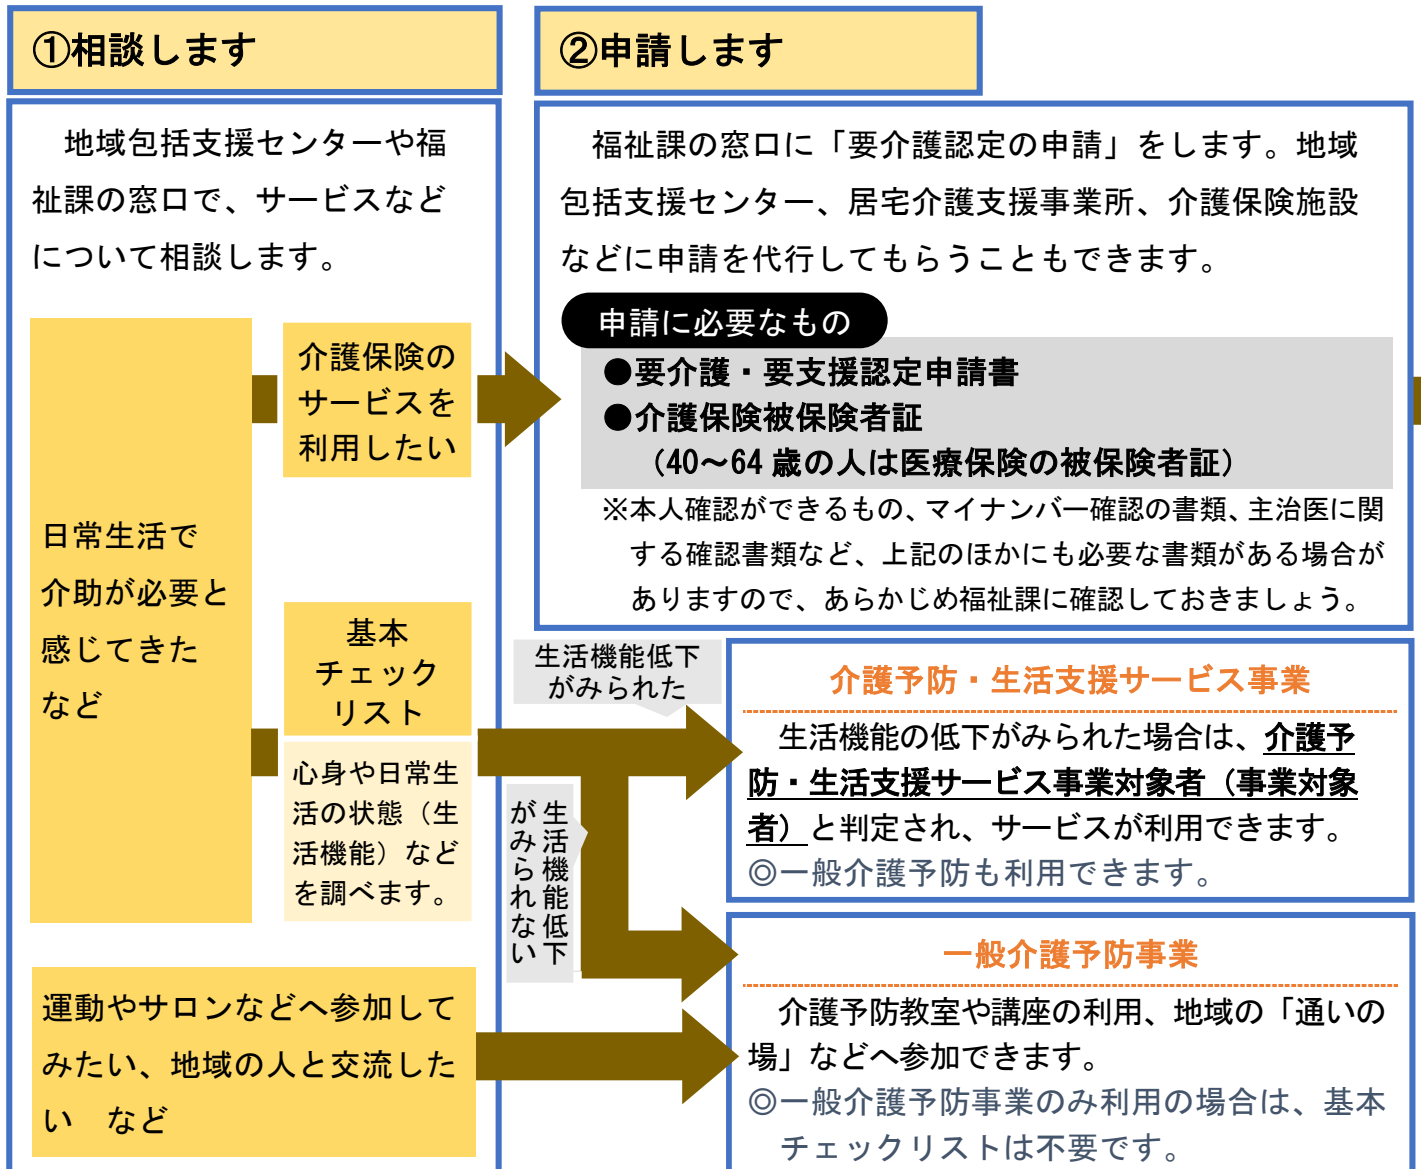 ①相談します
地域包括支援センターや福
祉課の窓口で、サービスなど
について相談します。
日常生活で
介助が必要と
感じてきた
など
介護保険の
サービスを
利用したい
基本
チェック
リスト
心身や日常生
活の状態（生
活機能）など
を調べます。
運動やサロンなどへ参加して
みたい、地域の人と交流した
い　など
②申請します
福祉課の窓口に「要介護認定の申請」をします。地域
包括支援センター、居宅介護支援事業所、介護保険施設
などに申請を代行してもらうこともできます。
申請に必要なもの
●要介護・要支援認定申請書
●介護保険被保険者証
（40～64 歳の人は医療保険の被保険者証）
※本人確認ができるもの、マイナンバー確認の書類、主治医に関
する確認書類など、上記のほかにも必要な書類がある場合が
ありますので、あらかじめ福祉課に確認しておきましょう。
生活機能低下
がみられた
生活機能低下
がみられない
介護予防・生活支援サービス事業
生活機能の低下がみられた場合は、介護予
防・生活支援サービス事業対象者（事業対象
者）と判定され、サービスが利用できます。
◎一般介護予防も利用できます。
一般介護予防事業
介護予防教室や講座の利用、地域の「通いの
場」などへ参加できます。
◎一般介護予防事業のみ利用の場合は、基本
チェックリストは不要です。